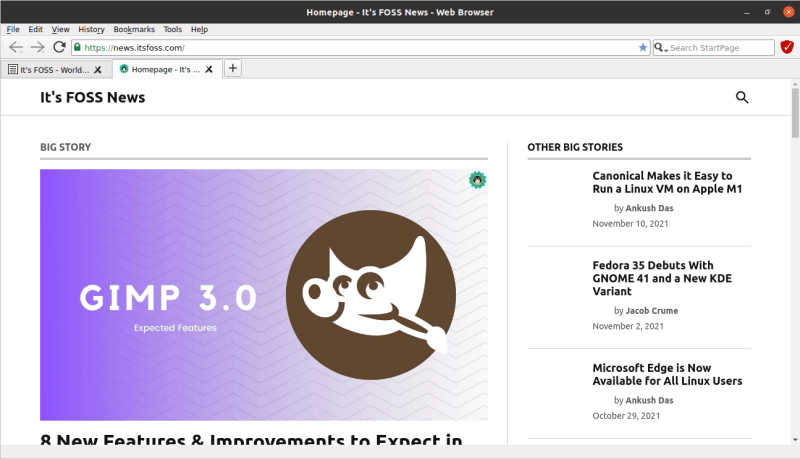 Homepage - It's FOSS News - Web Browser
File Edit View History Bookmarks Tools Help
https://news.itsfoss.com/
Search StartPage
It's FOSS - World...
Homepage - It's ...
It's FOSS News
BIG STORY
GIMP 3.0
Expected Features
8 New Features & Improvements to Expect in
OTHER BIG STORIES
Canonical Makes it Easy to
Run a Linux VM on Apple M1
by Ankush Das
November 10, 2021
Fedora 35 Debuts With
GNOME 41 and a New KDE
Variant
by Jacob Crume
November 2, 2021
Microsoft Edge is Now
Available for All Linux Users
by Ankush Das
October 29, 2021